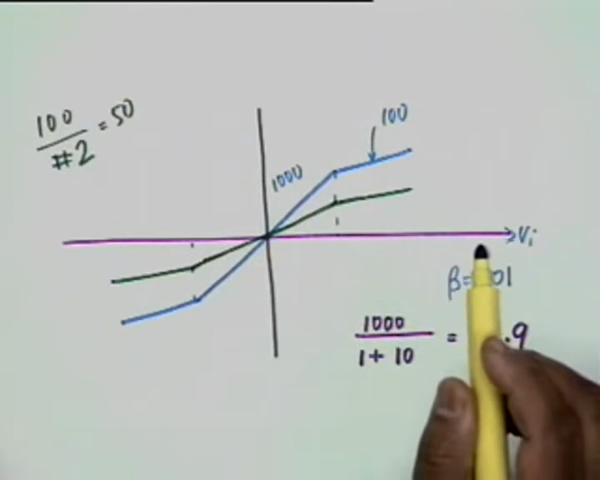 100
100
---- = 50
#2
1000
Vi
β= 01
1000
------ = .9
1 + 10